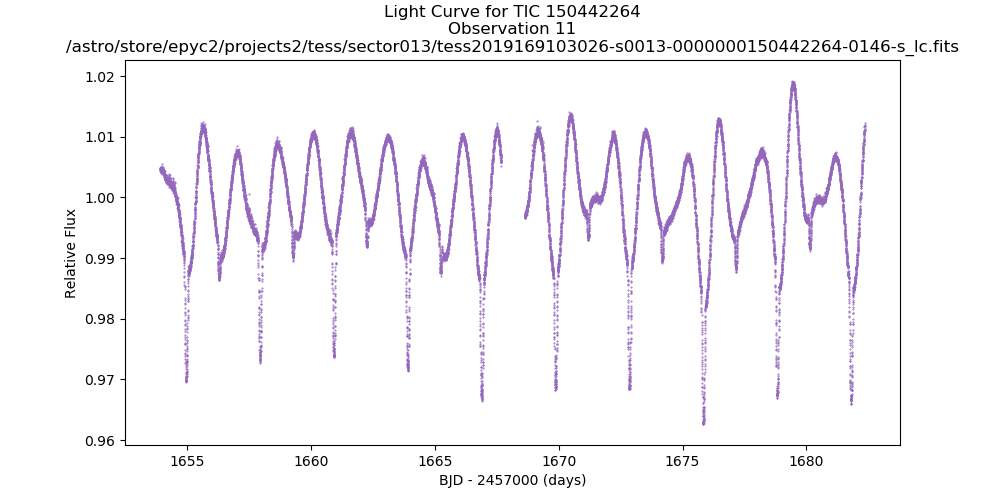 Light Curve for TIC 150442264
Observation 11
/astro/store/epyc2/projects2/tess/sector013/tess2019169103026-s0013-0000000150442264-0146-s_lc.fits
1.02
1.01
1.00
0.99
0.98
0.97
0.96
Relative Flux
1655
1660
1665
1670
1675
1680
BJD - 2457000 (days)